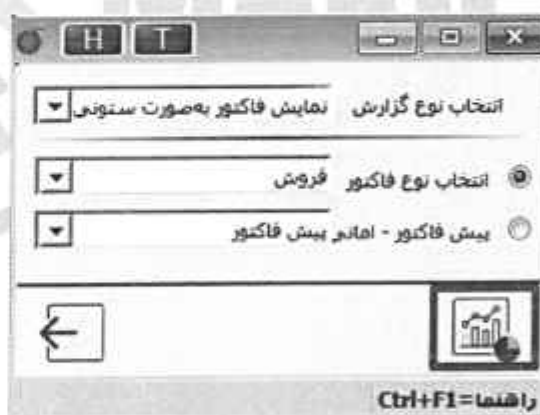 H T
انتخاب نوع گزارش نمایش فاکتور به‌صورت ستونی
انتخاب نوع فاکتور فروش
پیش فاکتور - امانی پیش فاکتور
راهنما=Ctrl+F1